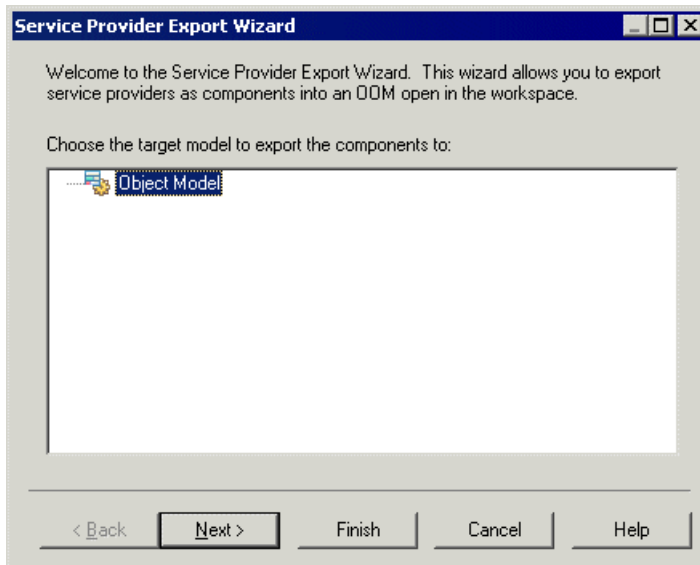 Service Provider Export Wizard
Welcome to the Service Provider Export Wizard. This wizard allows you to export
service providers as components into an OOM open in the workspace.
Choose the target model to export the components to:
Object Model
< Back Next > Finish Cancel Help